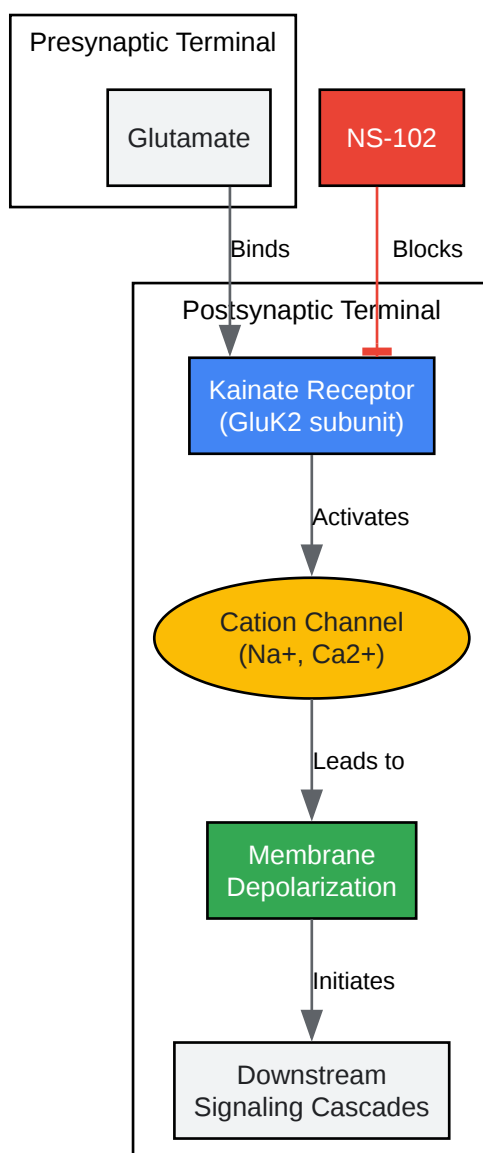 Presynaptic Terminal
Glutamate
NS-102
Binds
Blocks
Postsynaptic Terminal
Kainate Receptor
(GluK2 subunit)
Activates
Cation Channel
(Na+, Ca2+)
Leads to
Membrane
Depolarization
Initiates
Downstream
Signaling Cascades